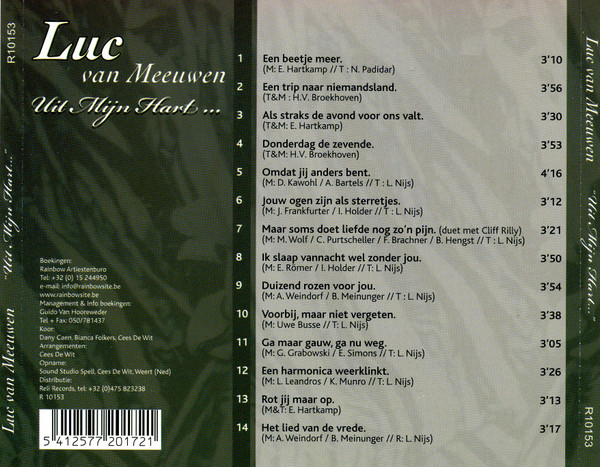 R10153
Luc
van Meeuwen
Uit Mijn Hart ...
1 Een beetje meer. 3'10
(M: E. Hartkamp // T : N. Padidar)
2 Een trip naar niemandsland. 3'56
(T&M : H.V. Broekhoven)
3 Als straks de avond voor ons valt. 3'30
(T&M: E. Hartkamp)
4 Donderdag de zevende. 3'53
(T&M: H.V. Broekhoven)
5 Omdat jij anders bent. 4'16
(M: D. Kawohl / A. Bartels // T: L. Nijs)
6 Jouw ogen zijn als sterretjes. 3'12
(M: J. Frankfurter / I. Holder // T : L. Nijs)
7 Maar soms doet liefde nog zo'n pijn. (duet met Cliff Rilly) 3'21
(M: M. Wolf / C. Purtscheller / F. Brachner / B. Hengst // T.: L. Nijs)
8 Ik slaap vannacht wel zonder jou. 3'50
(M: E. Römer / I. Holder // T: L. Nijs)
9 Duizend rozen voor jou. 3'54
(M: A. Weindorf / B. Meinunger // T: L. Nijs)
10 Voorbij, maar niet vergeten. 3'38
(M: Uwe Busse // T: L. Nijs)
11 Ga maar gauw, ga nu weg. 3'05
(M: G. Grabowski / E. Simons // T: L. Nijs)
12 Een harmonica weerklinkt. 3'26
(M: L. Leandros / K. Munro // T: L. Nijs)
13 Rot jij maar op. 3'13
(M&T: E. Hartkamp)
14 Het lied van de vrede. 3'17
(M: A. Weindorf / B. Meinunger // R: L. Nijs)
Boekingen:
Rainbow Artiestenburo
Tel: +32 (0) 15 244950
e-mail: info@rainbowsite.be
www.rainbowsite.be
Management & Info boekingen:
Guido Van Hooreweder
Tel + Fax: 050/781437
Koor:
Dany Caen, Bianca Folkers, Cees De Wit
Arrangementen:
Cees De Wit
Opname:
Sound Studio Spell, Cees De Wit, Weert (Ned)
Distributie:
Reli Records, tel: +32 (0)475 823238
R 10153
5 412577 201721
Luc van Meeuwen "Uit Mijn Hart..."
Luc van Meeuwen "Uit Mijn Hart..." R10153